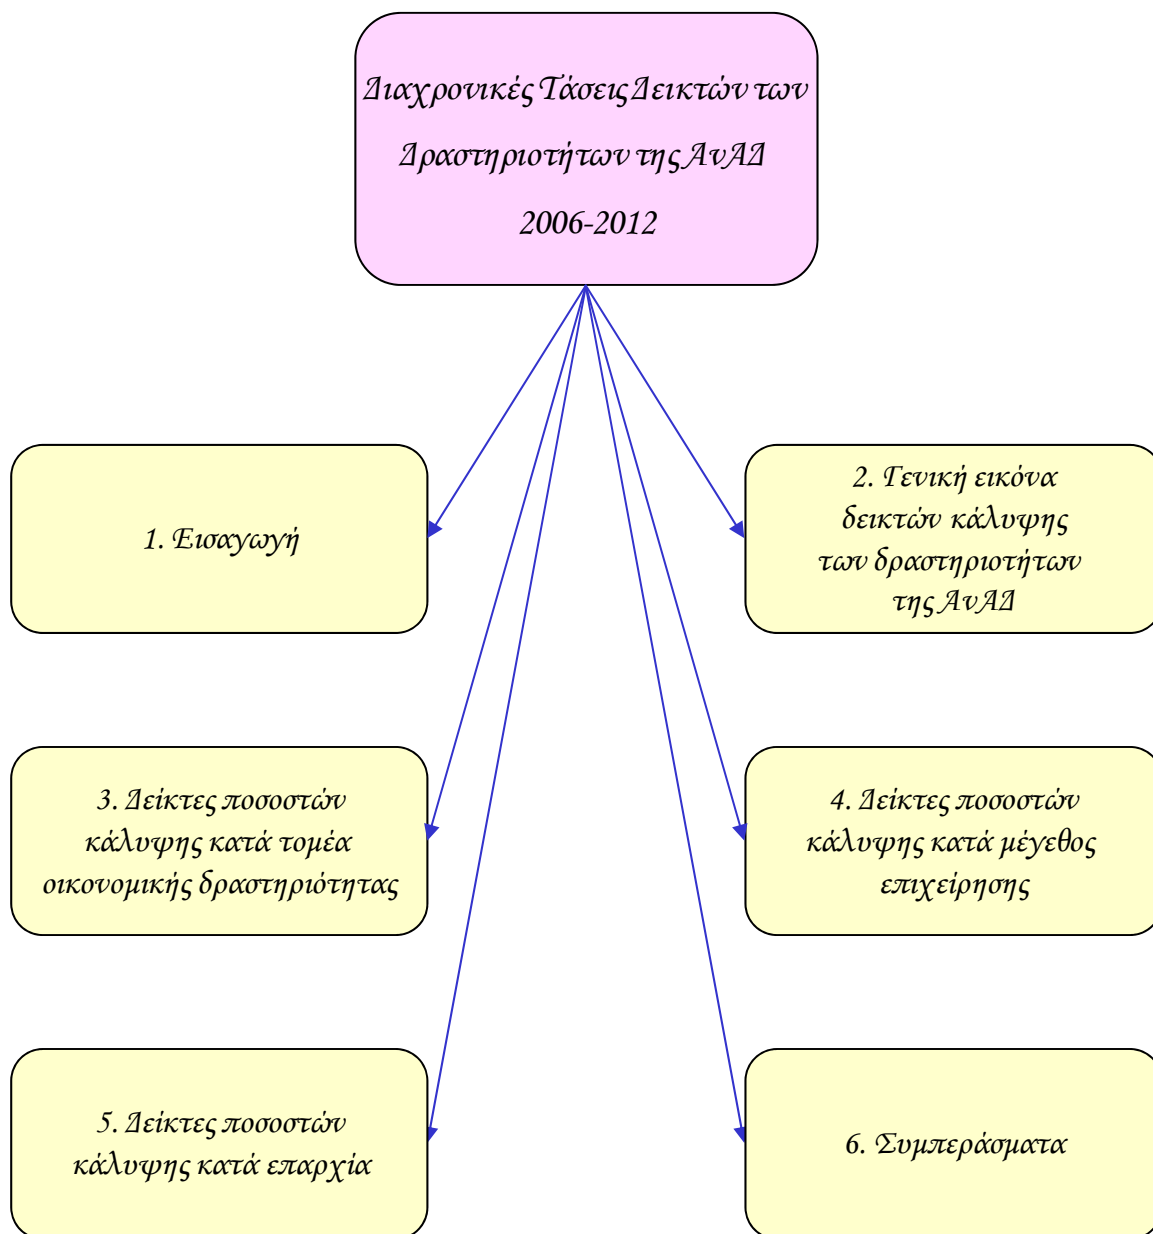 Διαχρονικές Τάσεις Δεικτών των
Δραστηριοτήτων της ΑνΑΔ
2006-2012
1. Εισαγωγή
2. Γενική εικόνα
δεικτών κάλυψης
των δραστηριοτήτων
της ΑνΑΔ
3. Δείκτες ποσοστών
κάλυψης κατά τομέα
οικονομικής δραστηριότητας
4. Δείκτες ποσοστών
κάλυψης κατά μέγεθος
επιχείρησης
5. Δείκτες ποσοστών
κάλυψης κατά επαρχία
6. Συμπεράσματα